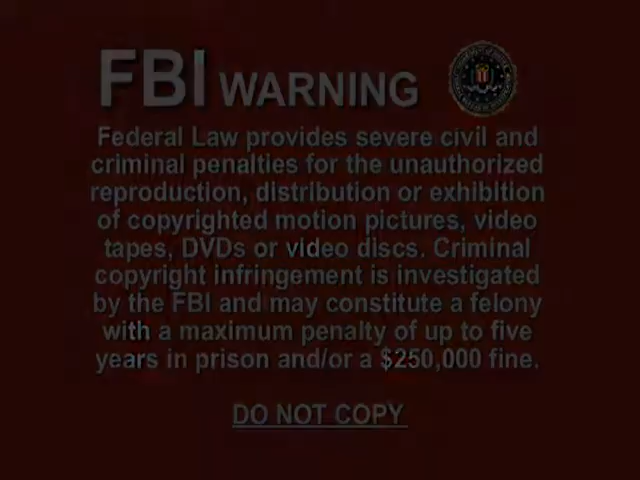 FBI WARNING
Federal Law provides severe civil and
criminal penalties for the unauthorized
reproduction, distribution or exhibition
of copyrighted motion pictures, video
tapes, DVDs or video discs. Criminal
copyright infringement is investigated
by the FBI and may constitute a felony
with a maximum penalty of up to five
years in prison and/or a $250,000 fine.
DO NOT COPY